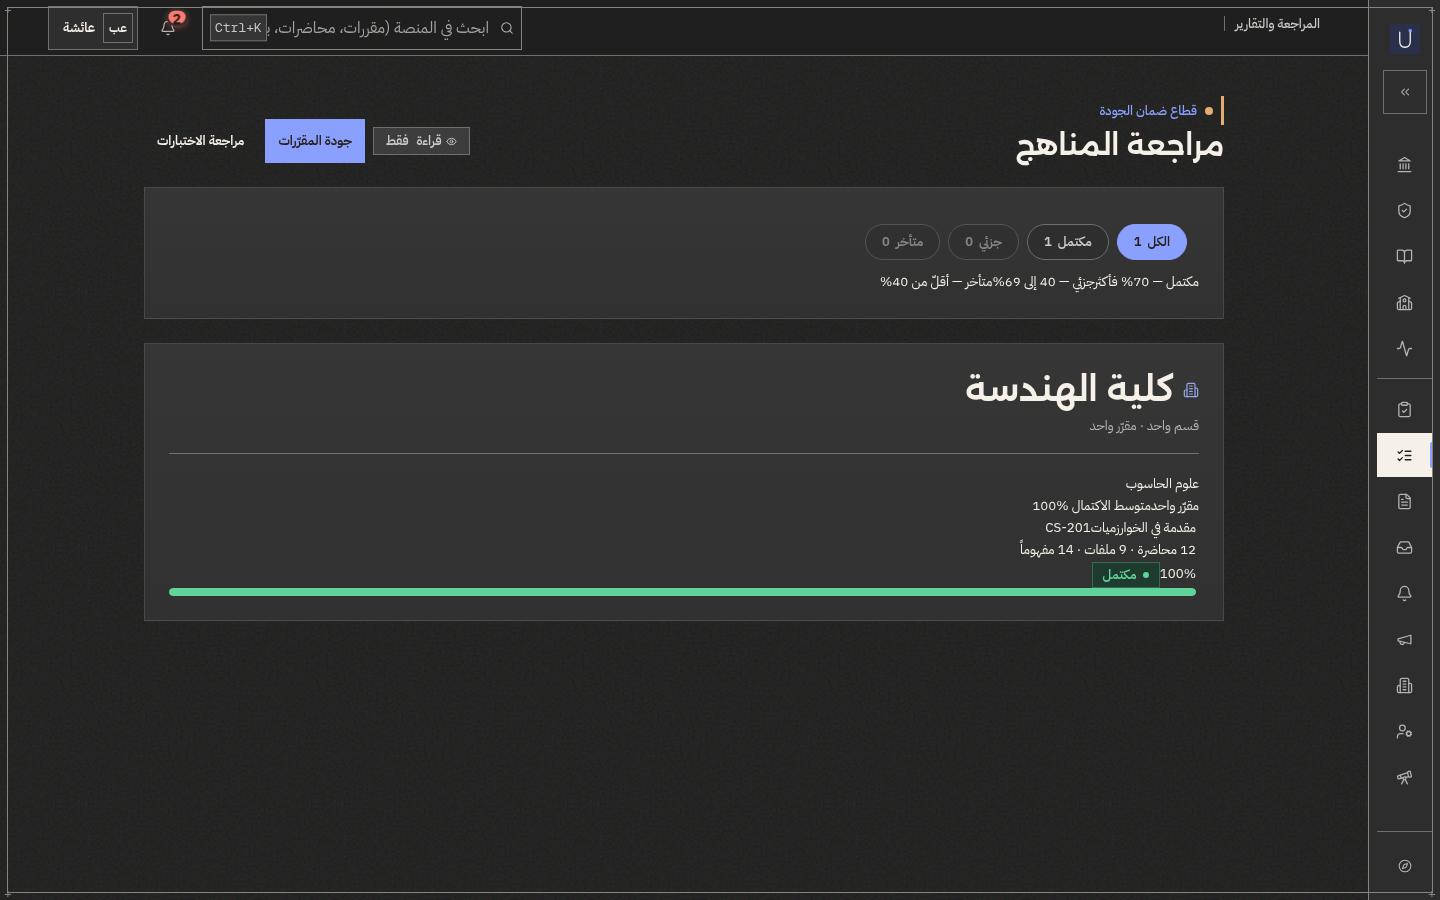 المراجعة والتقارير
ابحث في المنصة (مقررات، محاضرات، ي
Ctrl+K
2
عب
عائشة
قطاع ضمان الجودة
مراجعة المناهج
قراءة فقط
جودة المقرّرات
مراجعة الاختبارات
الكل 1
مكتمل 1
جزئي 0
متأخر 0
مكتمل — 70% فأكثرجزئي — 40 إلى 69%متأخر — أقلّ من 40%
كلية الهندسة
قسم واحد · مقرّر واحد
علوم الحاسوب
مقرّر واحدمتوسط الاكتمال 100%
مقدمة في الخوارزمياتCS-201
12 محاضرة · 9 ملفات · 14 مفهوماً
100%
مكتمل